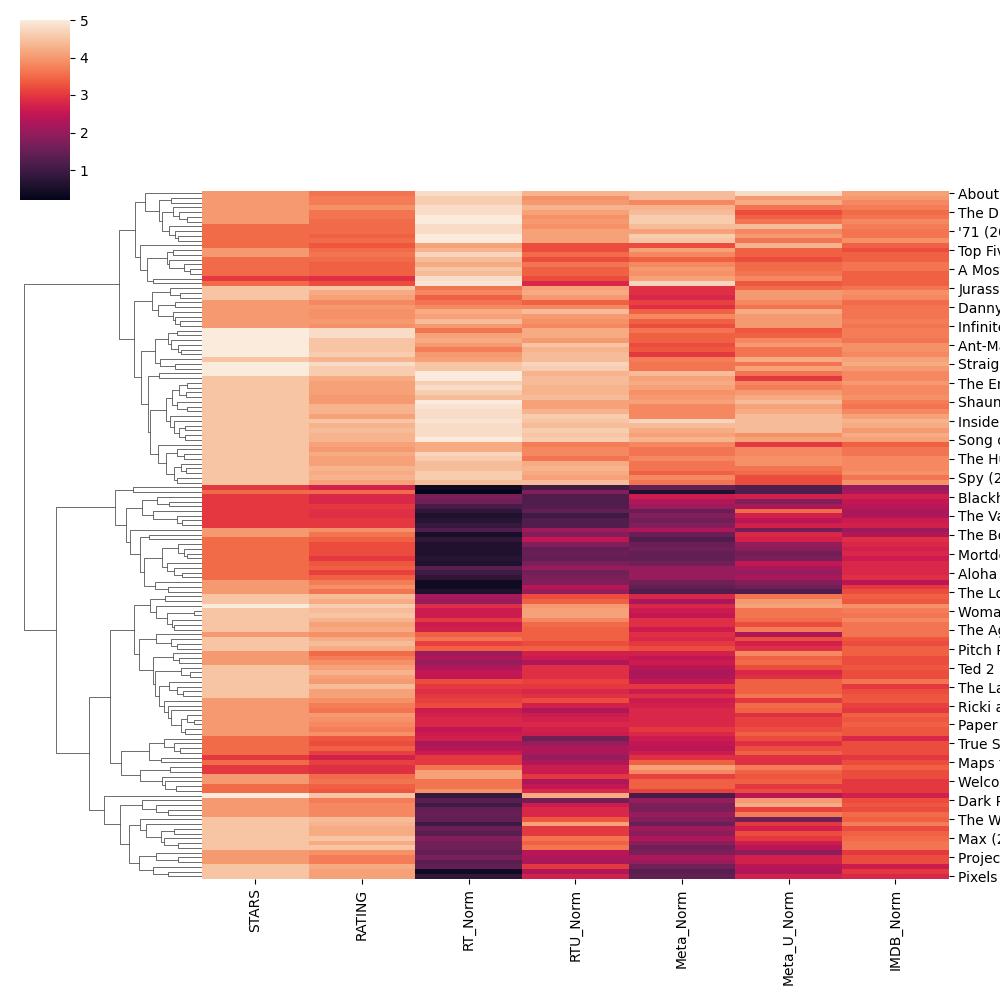 5
4
3
2
1
About
The D
'71 (20
Top Fiv
A Mos
Jurass
Danny
Infinite
Ant-Ma
Straig
The En
Shaun
Inside
Song o
The Hu
Spy (2
Blackh
The Va
The Bo
Mortde
Aloha
The Lo
Woma
The Ag
Pitch P
Ted 2
The La
Ricki a
Paper
True S
Maps t
Welco
Dark P
The W
Max (2
Project
Pixels
STARS
RATING
RT_Norm
RTU_Norm
Meta_Norm
Meta_U_Norm
IMDB_Norm